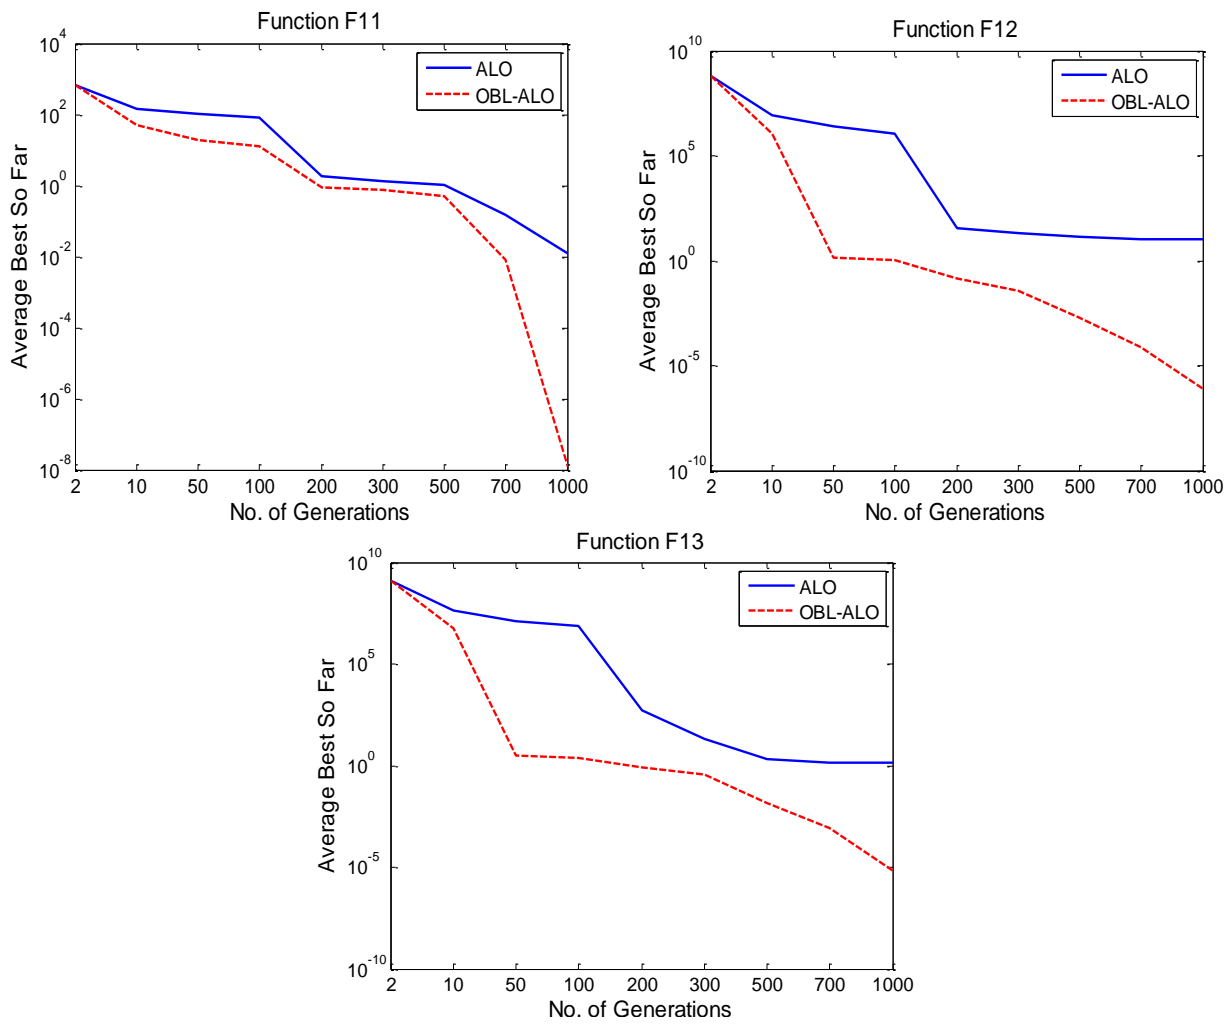 Function F11
Average Best So Far
10^4
10^2
10^0
10^-2
10^-4
10^-6
10^-8
ALO
OBL-ALO
2 10 50 100 200 300 500 700 1000
No. of Generations
Function F12
Average Best So Far
10^10
10^5
10^0
10^-5
10^-10
ALO
OBL-ALO
2 10 50 100 200 300 500 700 1000
No. of Generations
Function F13
Average Best So Far
10^10
10^5
10^0
10^-5
10^-10
ALO
OBL-ALO
2 10 50 100 200 300 500 700 1000
No. of Generations